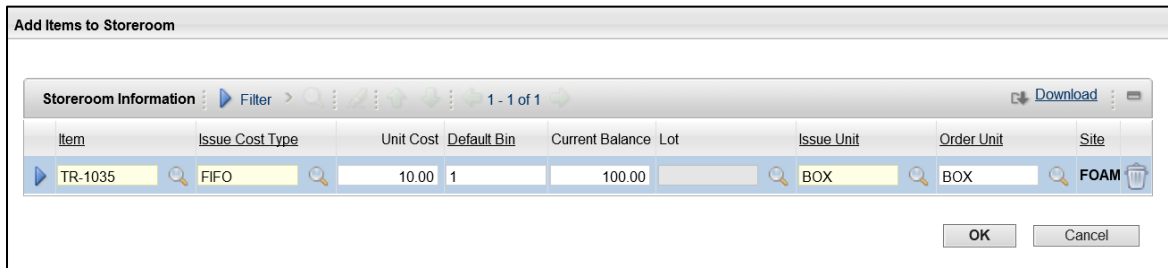 Add Items to Storeroom
Storeroom Information Filter > 1 - 1 of 1 Download
Item Issue Cost Type Unit Cost Default Bin Current Balance Lot Issue Unit Order Unit Site
TR-1035 FIFO 10.00 1 100.00 BOX BOX FOAM
OK Cancel